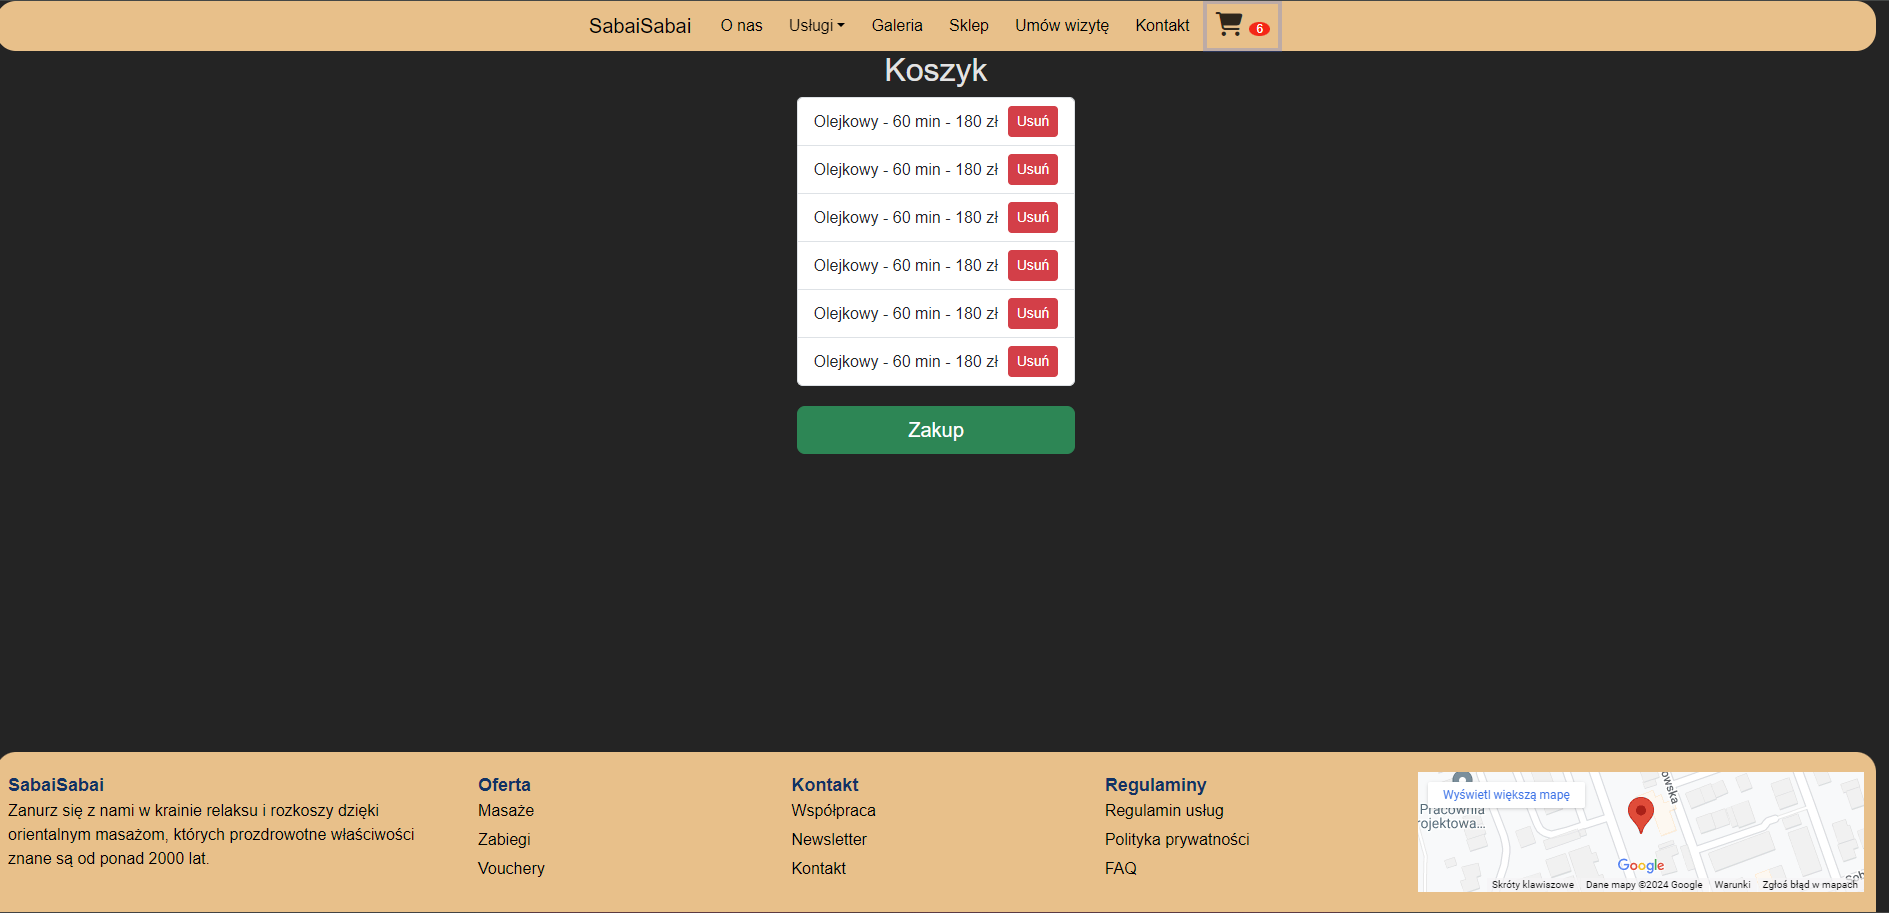 SabaiSabai O nas Usługi Galeria Sklep Umów wizytę Kontakt 6
Koszyk
Olejkowy - 60 min - 180 zł Usuń
Olejkowy - 60 min - 180 zł Usuń
Olejkowy - 60 min - 180 zł Usuń
Olejkowy - 60 min - 180 zł Usuń
Olejkowy - 60 min - 180 zł Usuń
Olejkowy - 60 min - 180 zł Usuń
Zakup
SabaiSabai
Zanurz się z nami w krainie relaksu i rozkoszy dzięki
orientalnym masażom, których prozdrowotne właściwości
znane są od ponad 2000 lat.
Oferta
Masaże
Zabiegi
Vouchery
Kontakt
Współpraca
Newsletter
Kontakt
Regulaminy
Regulamin usług
Polityka prywatności
FAQ
Wyświetl większą mapę
Pracownia
rojektowa...
owska
Google
Skróty klawiszowe Dane mapy ©2024 Google Warunki Zgłoś błąd w mapach